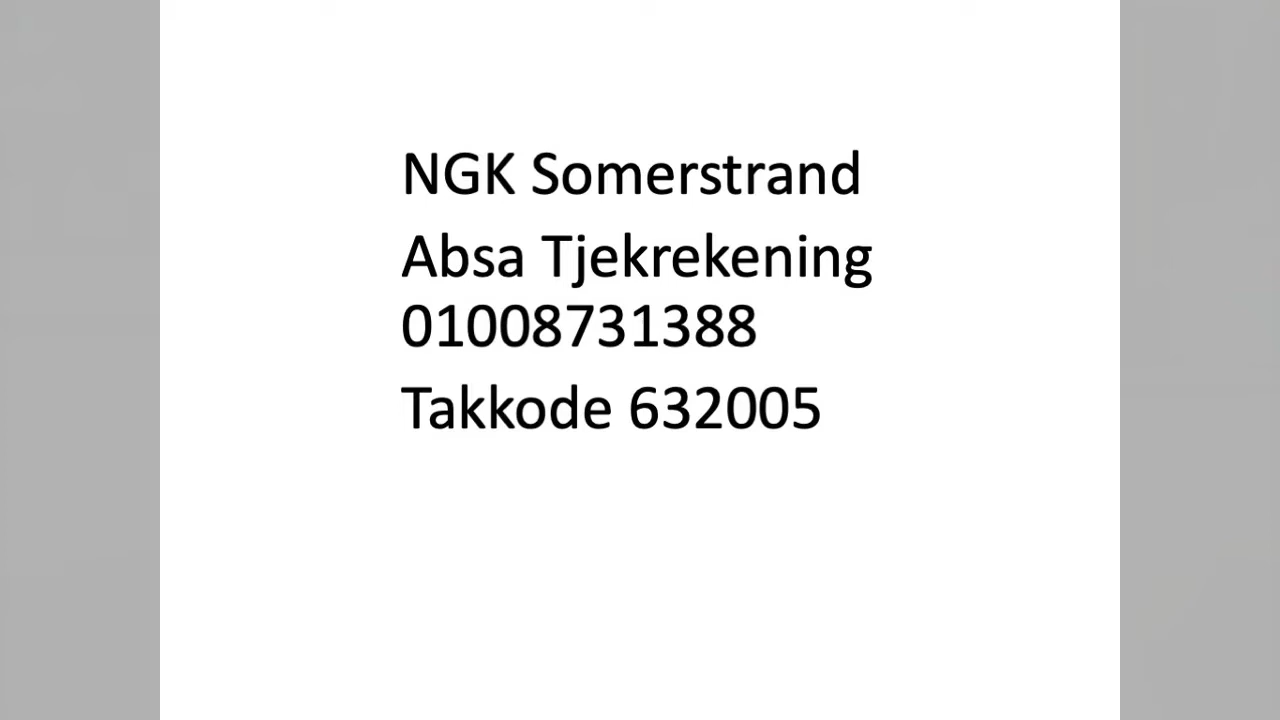 NGK Somerstrand
Absa Tjekrekening
01008731388
Takkode 632005